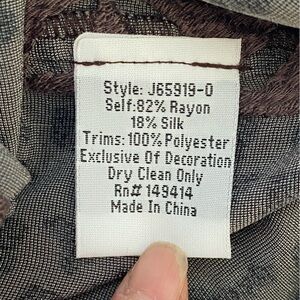 Style: J65919-0
Self:82% Rayon
18% Silk
Trims:100% Polyester
Exclusive Of Decoration
Dry Clean Only
Rn# 149414
Made In China